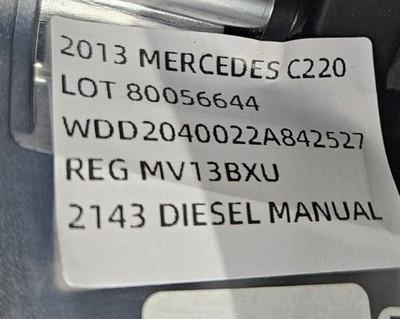 2013 MERCEDES C220
LOT 80056644
WDD2040022A842527
REG MV13BXU
2143 DIESEL MANUAL